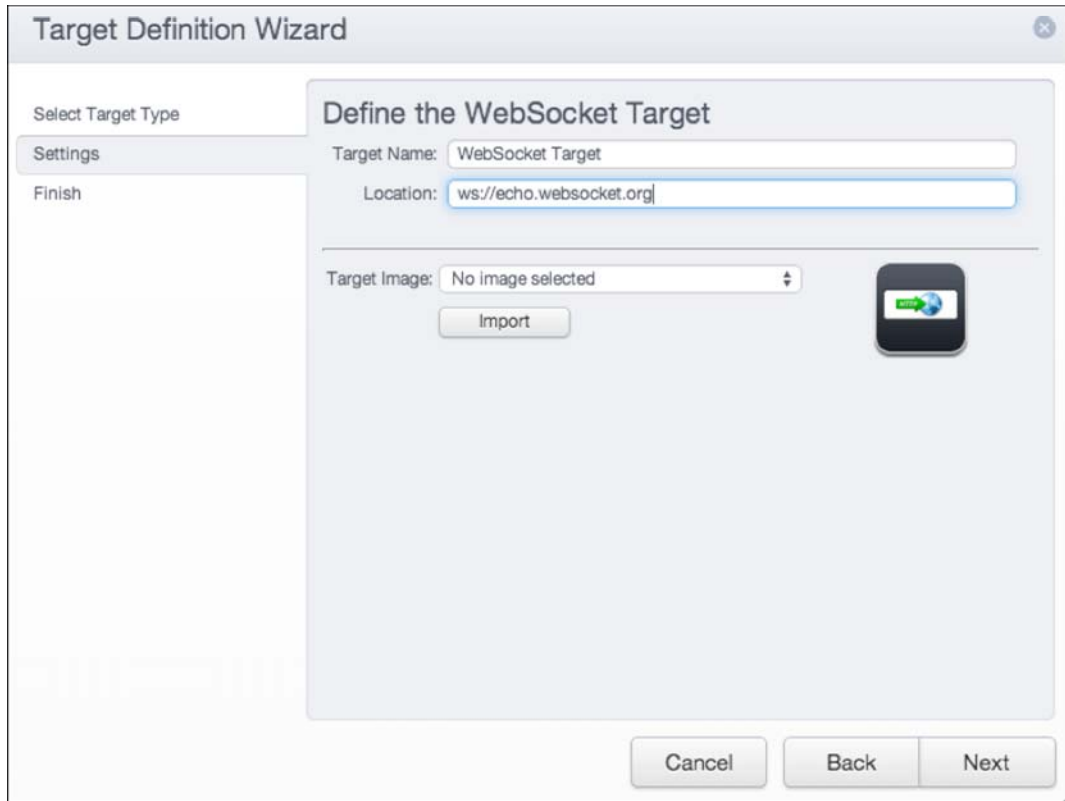 Target Definition Wizard
Select Target Type
Settings
Finish
Define the WebSocket Target
Target Name: WebSocket Target
Location: ws://echo.websocket.org
Target Image: No image selected
Import
HTTP
Cancel
Back
Next